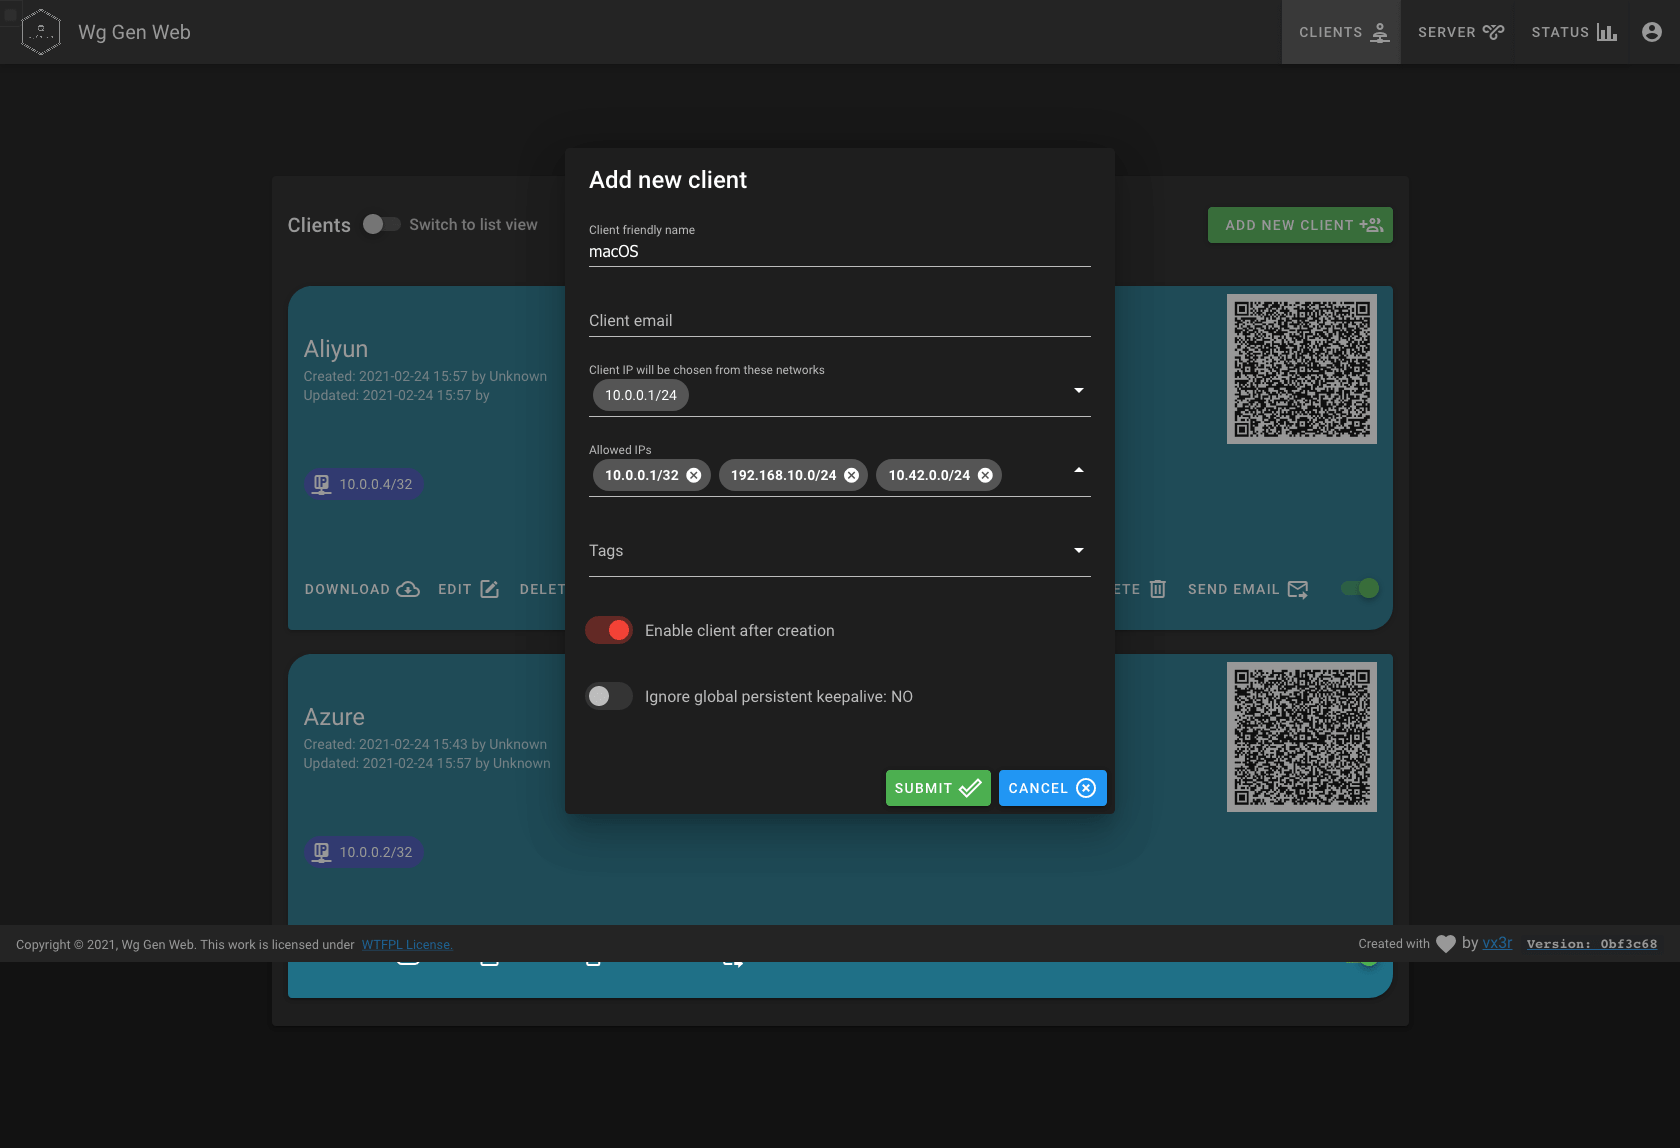 Wg Gen Web
CLIENTS
SERVER
STATUS
Clients
Switch to list view
ADD NEW CLIENT
Aliyun
Created: 2021-02-24 15:57 by Unknown
Updated: 2021-02-24 15:57 by
IP 10.0.0.4/32
DOWNLOAD
EDIT
DELET
ETE
SEND EMAIL
Add new client
Client friendly name
macOS
Client email
Client IP will be chosen from these networks
10.0.0.1/24
Allowed IPs
10.0.0.1/32
192.168.10.0/24
10.42.0.0/24
Tags
Enable client after creation
Ignore global persistent keepalive: NO
SUBMIT
CANCEL
Azure
Created: 2021-02-24 15:43 by Unknown
Updated: 2021-02-24 15:57 by Unknown
IP 10.0.0.2/32
Copyright © 2021, Wg Gen Web. This work is licensed under WTFPL License.
Created with by vx3r Version: 0bf3c68